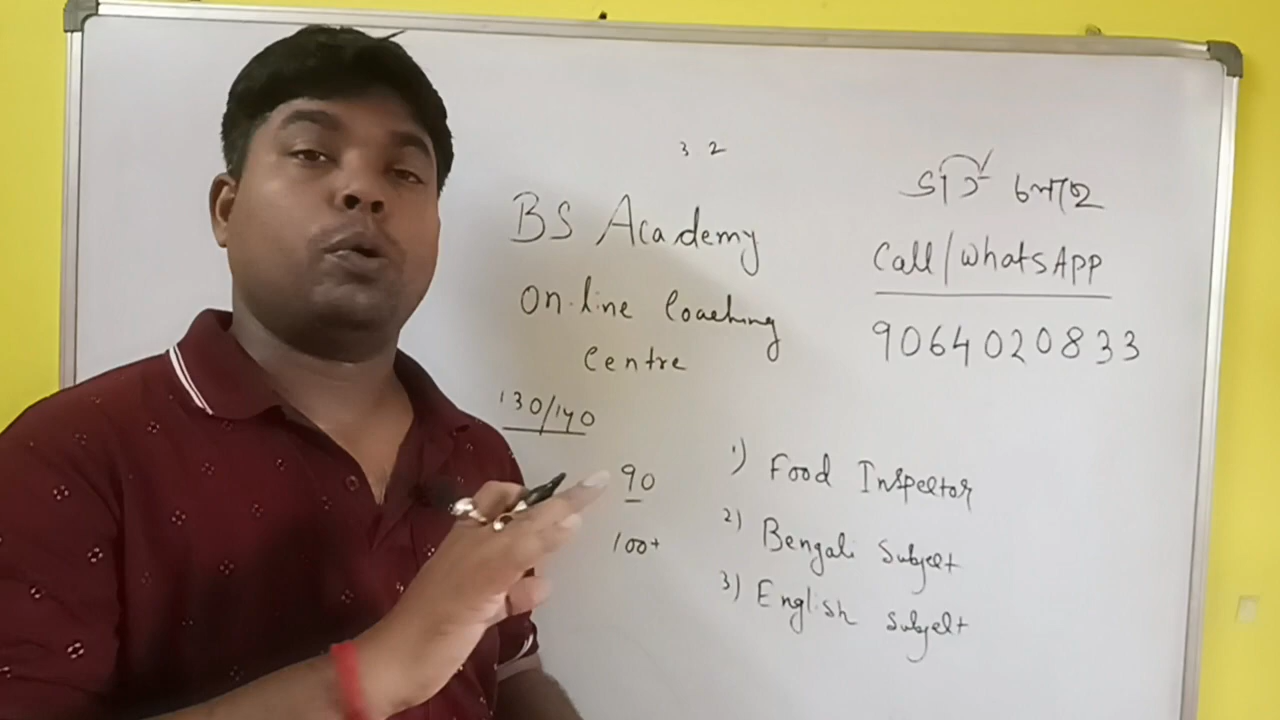 3 2
BS Academy
On-line Coaching
Centre
130/140
90
100+
Call/WhatsAPP
9064020833
1) Food Inspector
2) Bengali Subject
3) English Subject